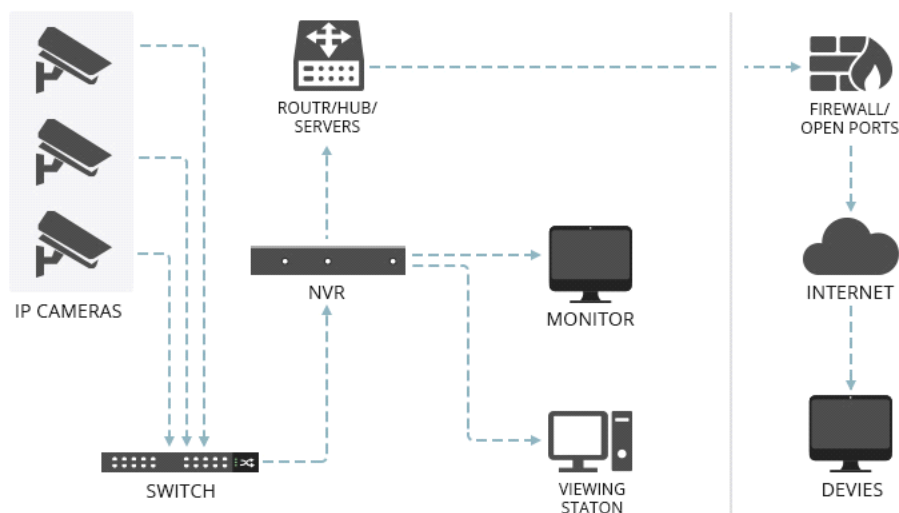 ROUTR/HUB/
SERVERS
FIREWALL/
OPEN PORTS
IP CAMERAS
NVR
MONITOR
INTERNET
SWITCH
VIEWING
STATON
DEVIES